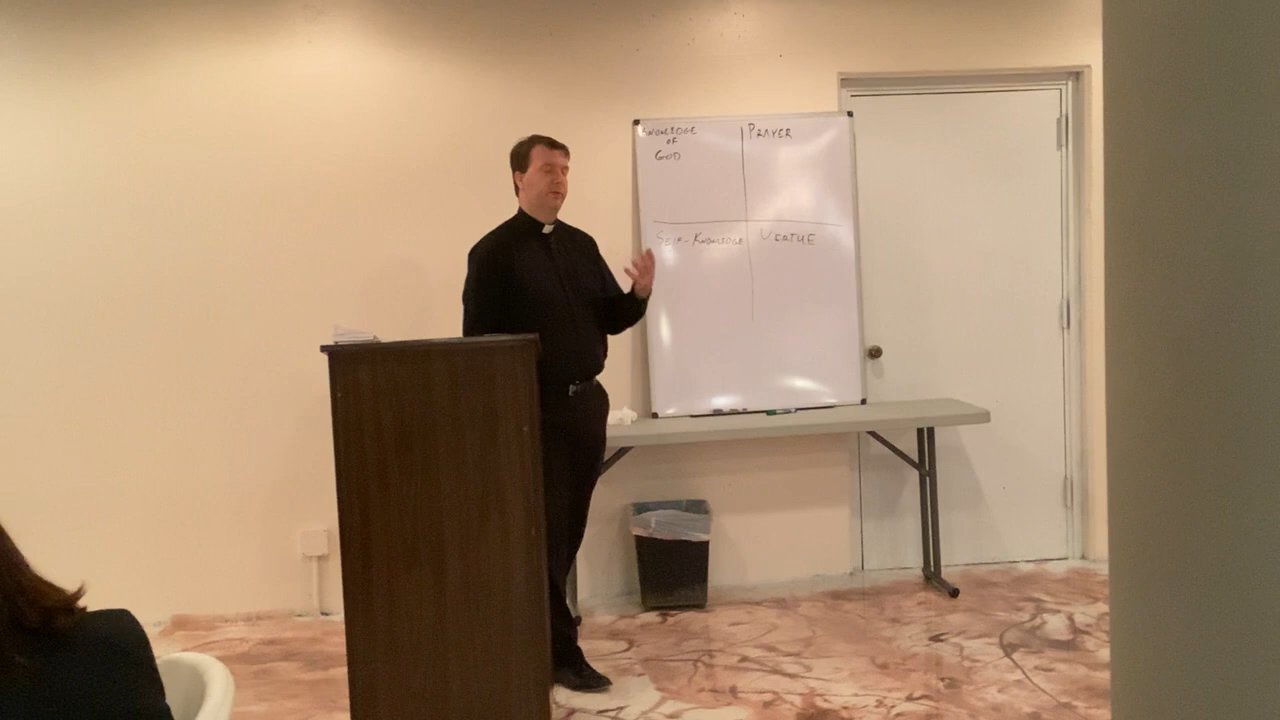 KNOWLEDGE
OF
GOD
PRAYER
SELF-KNOWLEDGE
VIRTUE